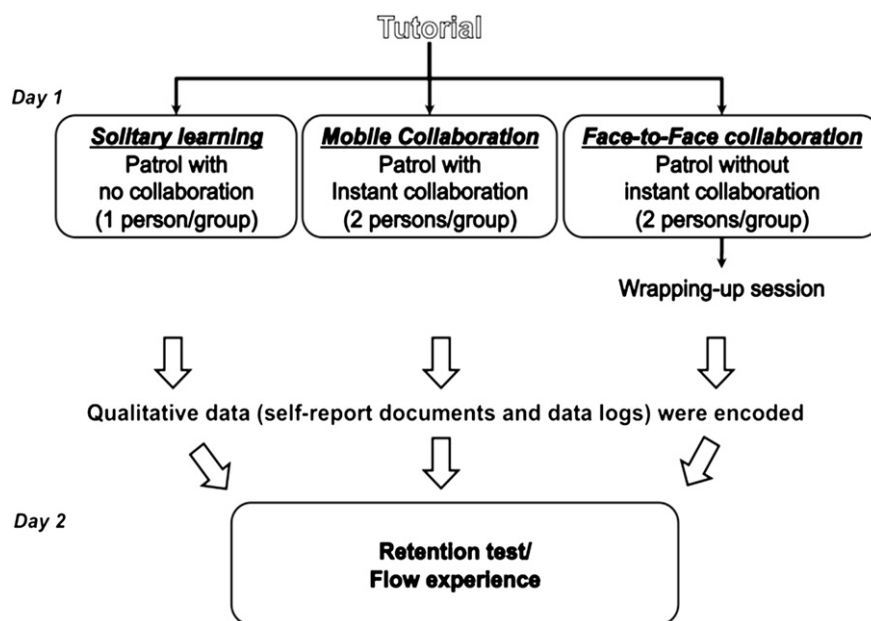 Tutorial
Day 1
Solitary learning
Patrol with
no collaboration
(1 person/group)
Mobile Collaboration
Patrol with
Instant collaboration
(2 persons/group)
Face-to-Face collaboration
Patrol without
instant collaboration
(2 persons/group)
Wrapping-up session
Qualitative data (self-report documents and data logs) were encoded
Day 2
Retention test/
Flow experience